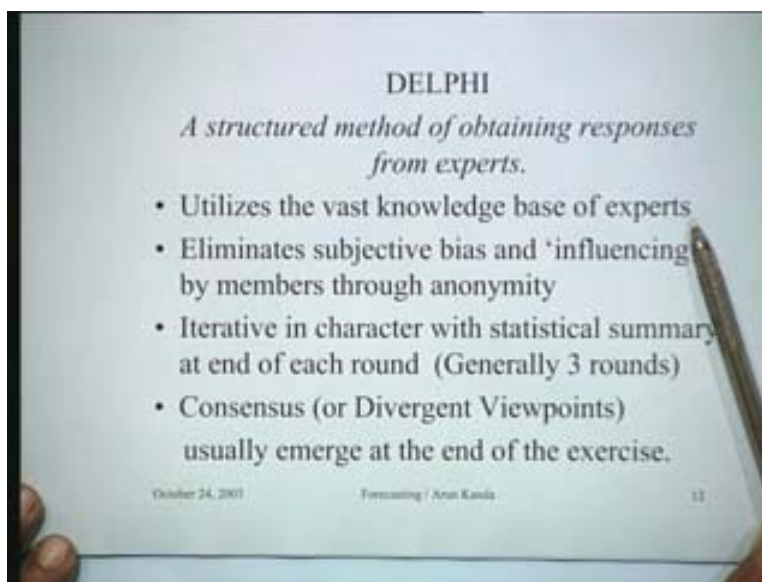 DELPHI
A structured method of obtaining responses
from experts.
• Utilizes the vast knowledge base of experts
• Eliminates subjective bias and ‘influencing’
by members through anonymity
• Iterative in character with statistical summary
at end of each round (Generally 3 rounds)
• Consensus (or Divergent Viewpoints)
usually emerge at the end of the exercise.
October 24, 2003 Forecasting / Arun Kanda 12